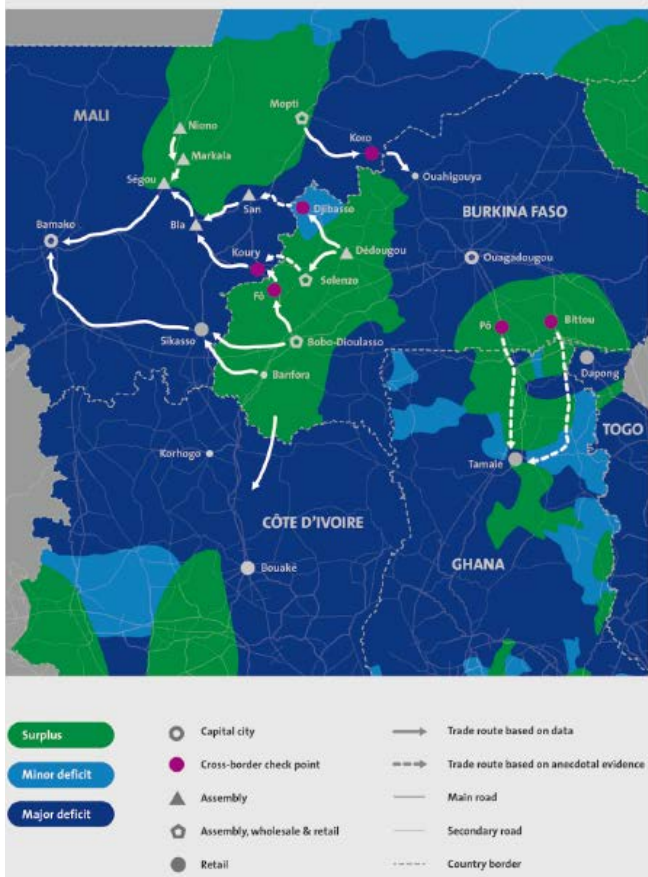 MALI
Niono
Markala
Ségou
Mopti
Koro
Ouahigouya
BURKINA FASO
San
Djibasso
Bamako
Bla
Koury
Dédougou
Solenzo
Ouagadougou
Fô
Sikasso
Bobo-Dioulasso
Pô
Bittou
Banfora
Dapong
TOGO
Korhogo
Tamale
CÔTE D'IVOIRE
Bouaké
GHANA
Surplus
Capital city
Trade route based on data
Minor deficit
Cross-border check point
Trade route based on anecdotal evidence
Assembly
Main road
Major deficit
Assembly, wholesale & retail
Secondary road
Retail
Country border